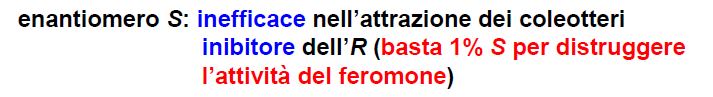 enantiomero S: inefficace nell’attrazione dei coleotteri
inibitore dell’R (basta 1% S per distruggere
l’attività del feromone)